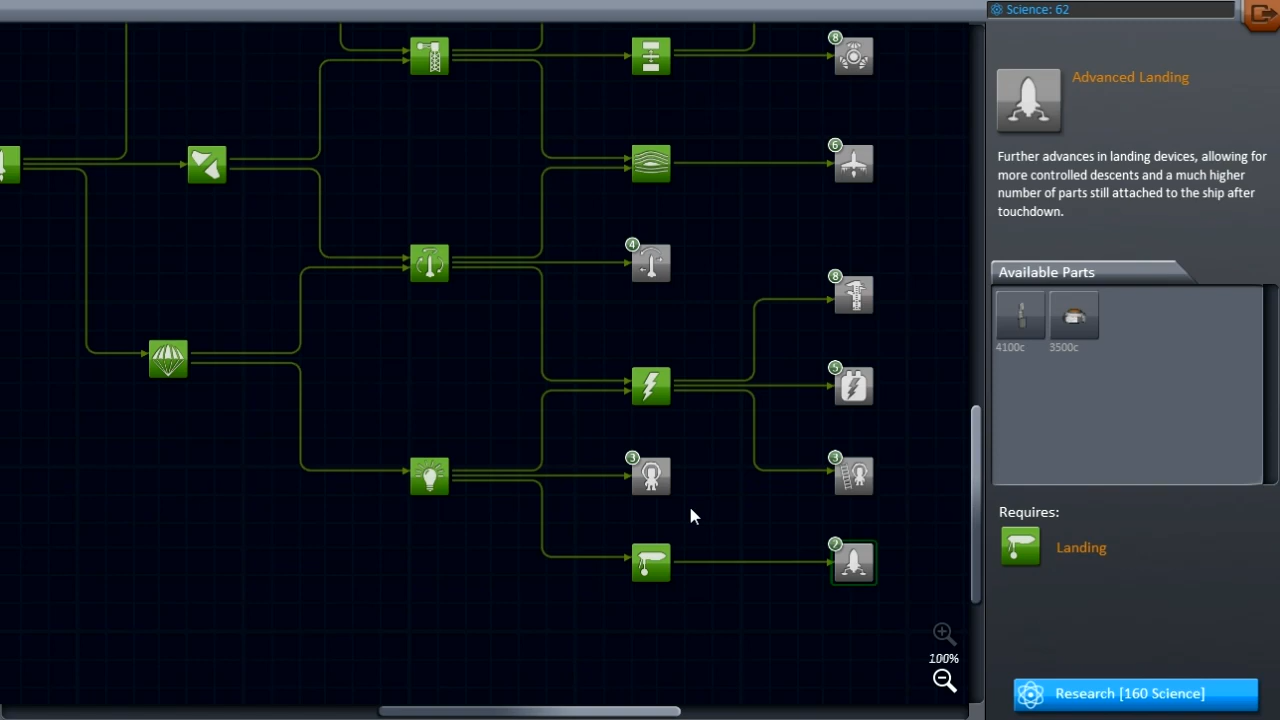 Science: 62
Advanced Landing
Further advances in landing devices, allowing for
more controlled descents and a much higher
number of parts still attached to the ship after
touchdown.
Available Parts
4100c 3500c
Requires:
Landing
Research [160 Science]
8
6
4
8
5
3
3
2
100%